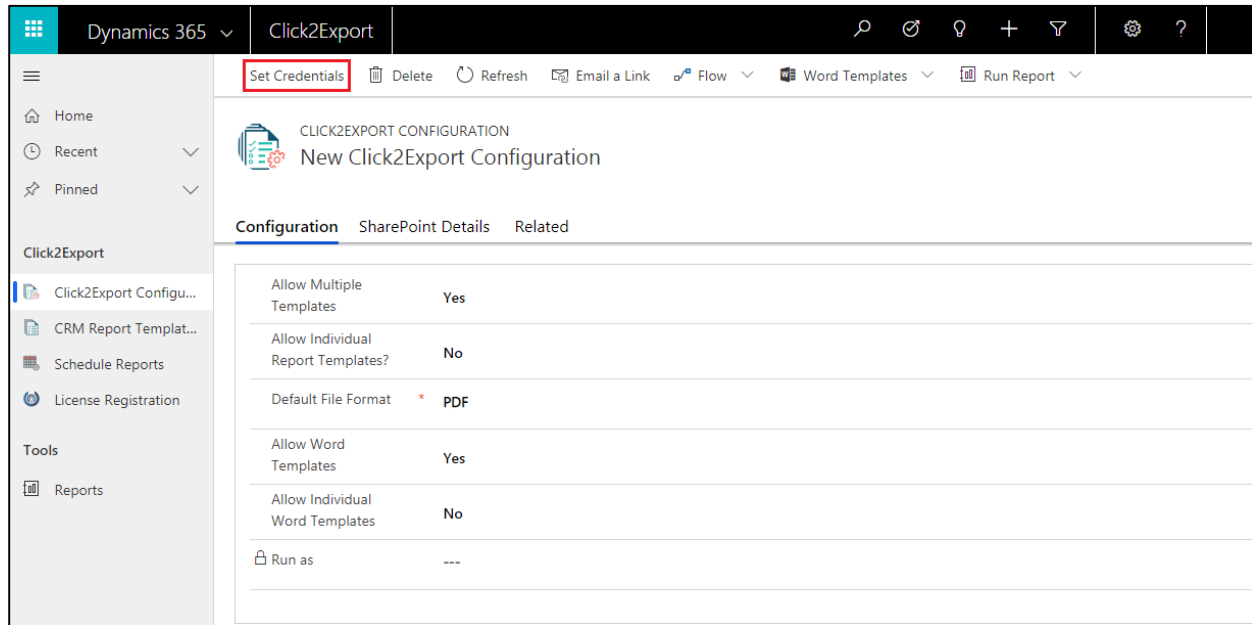 Dynamics 365 Click2Export ?
Set Credentials Delete Refresh Email a Link Flow Word Templates Run Report
Home
Recent
Pinned
Click2Export
Click2Export Configu...
CRM Report Templat...
Schedule Reports
License Registration
Tools
Reports
CLICK2EXPORT CONFIGURATION
New Click2Export Configuration
Configuration SharePoint Details Related
Allow Multiple
Templates Yes
Allow Individual
Report Templates? No
Default File Format * PDF
Allow Word
Templates Yes
Allow Individual
Word Templates No
Run as ---